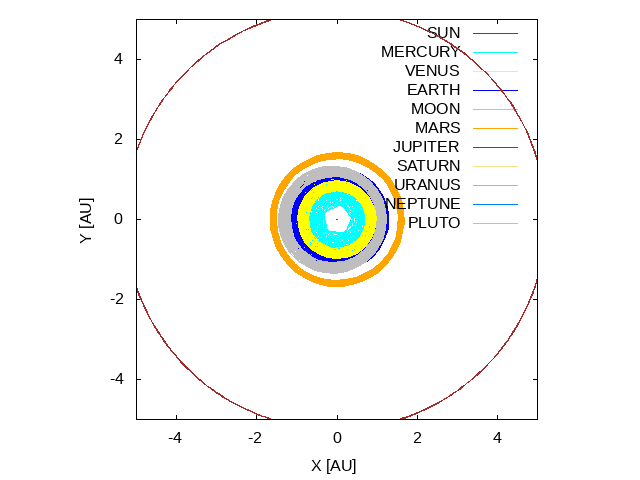 SUN
4
MERCURY
VENUS
EARTH
MOON
MARS
2
JUPITER
SATURN
URANUS
NEPTUNE
PLUTO
0
Y [AU]
-2
-4
-4 -2 0 2 4
X [AU]